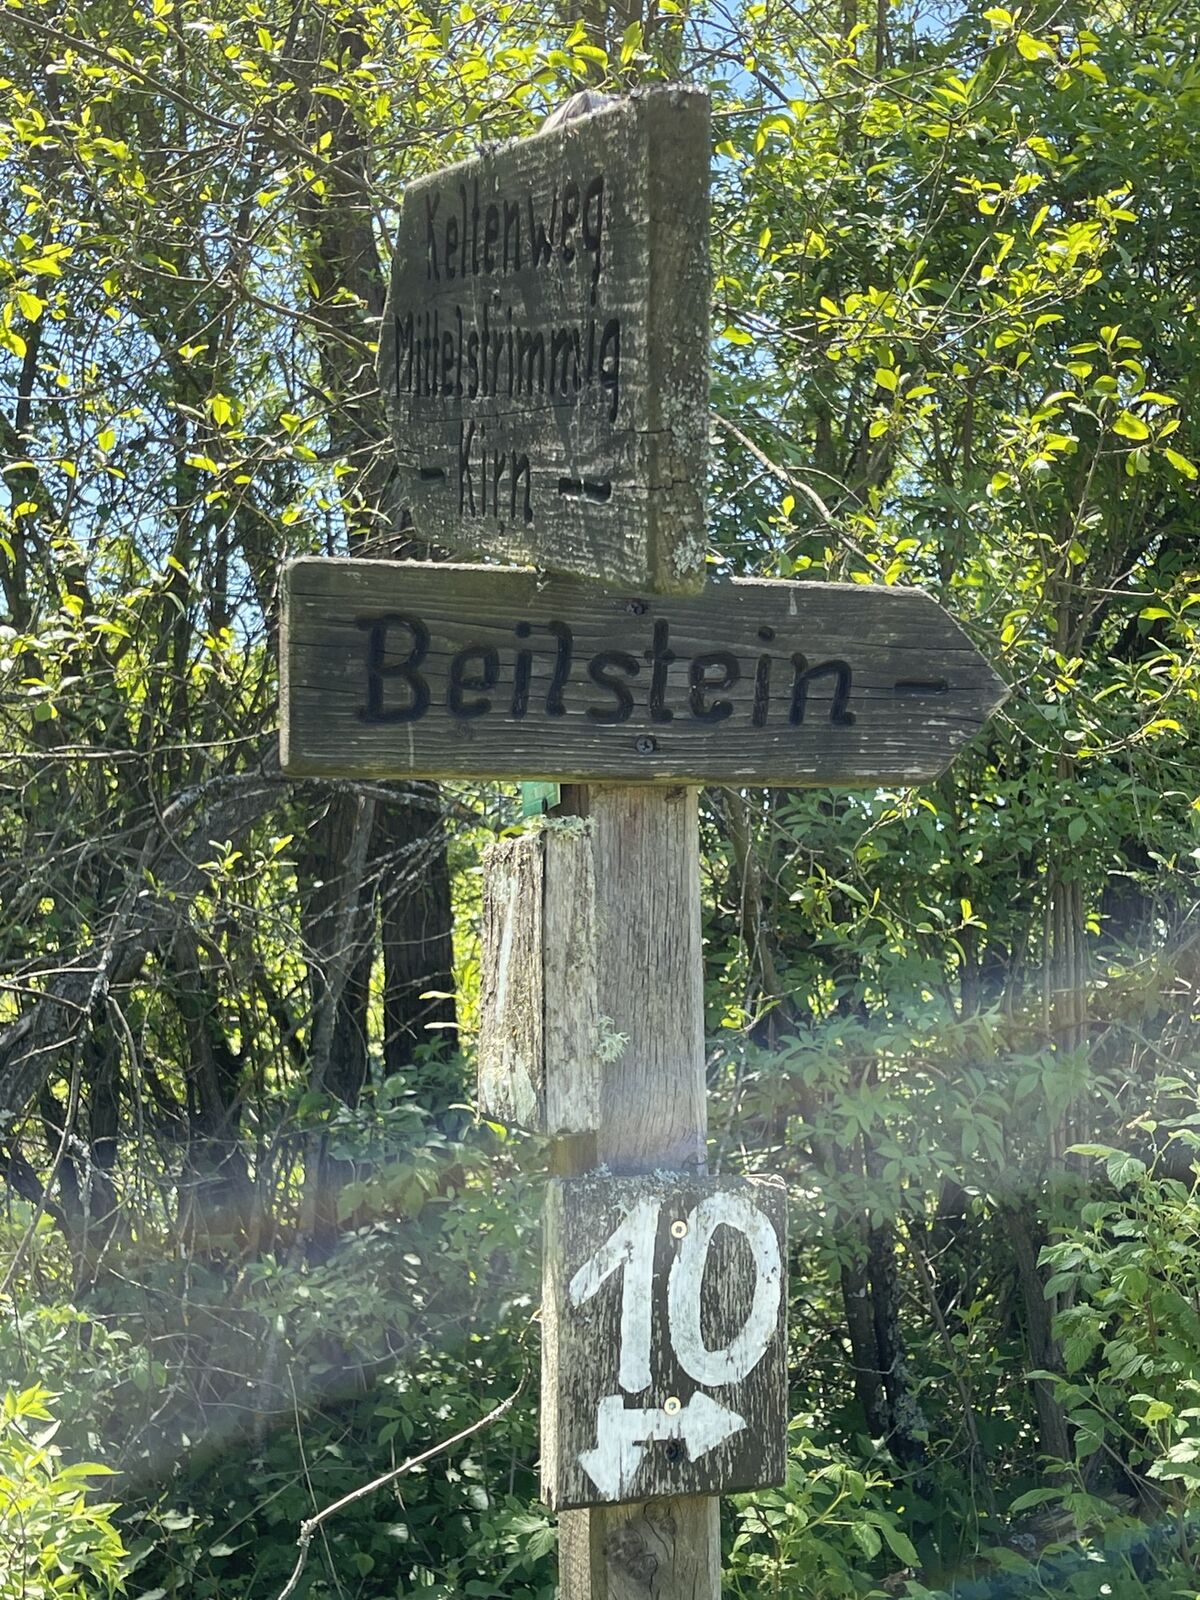 Keltenweg
Mittelstrimmig
- Kirn -
Beilstein -
10